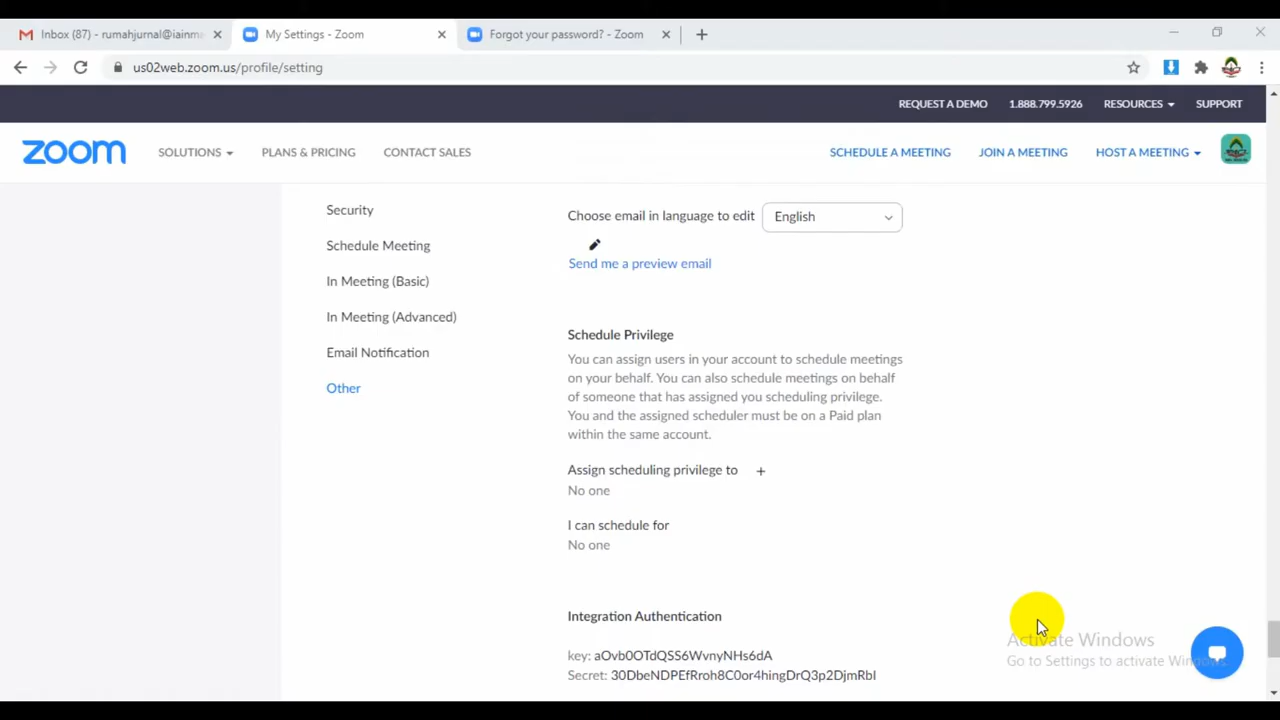 Inbox (87) - rumahjurnal@iainma
My Settings - Zoom
Forgot your password? - Zoom
us02web.zoom.us/profile/setting
REQUEST A DEMO 1.888.799.5926 RESOURCES SUPPORT
zoom SOLUTIONS PLANS & PRICING CONTACT SALES SCHEDULE A MEETING JOIN A MEETING HOST A MEETING
Security
Schedule Meeting
In Meeting (Basic)
In Meeting (Advanced)
Email Notification
Other
Choose email in language to edit English
Send me a preview email
Schedule Privilege
You can assign users in your account to schedule meetings
on your behalf. You can also schedule meetings on behalf
of someone that has assigned you scheduling privilege.
You and the assigned scheduler must be on a Paid plan
within the same account.
Assign scheduling privilege to +
No one
I can schedule for
No one
Integration Authentication
key: aOvb0OTdQSS6WvnyNHs6dA
Secret: 30DbeNDPEfRroh8C0or4hingDrQ3p2DjmRbI
Activate Windows
Go to Settings to activate Windows.